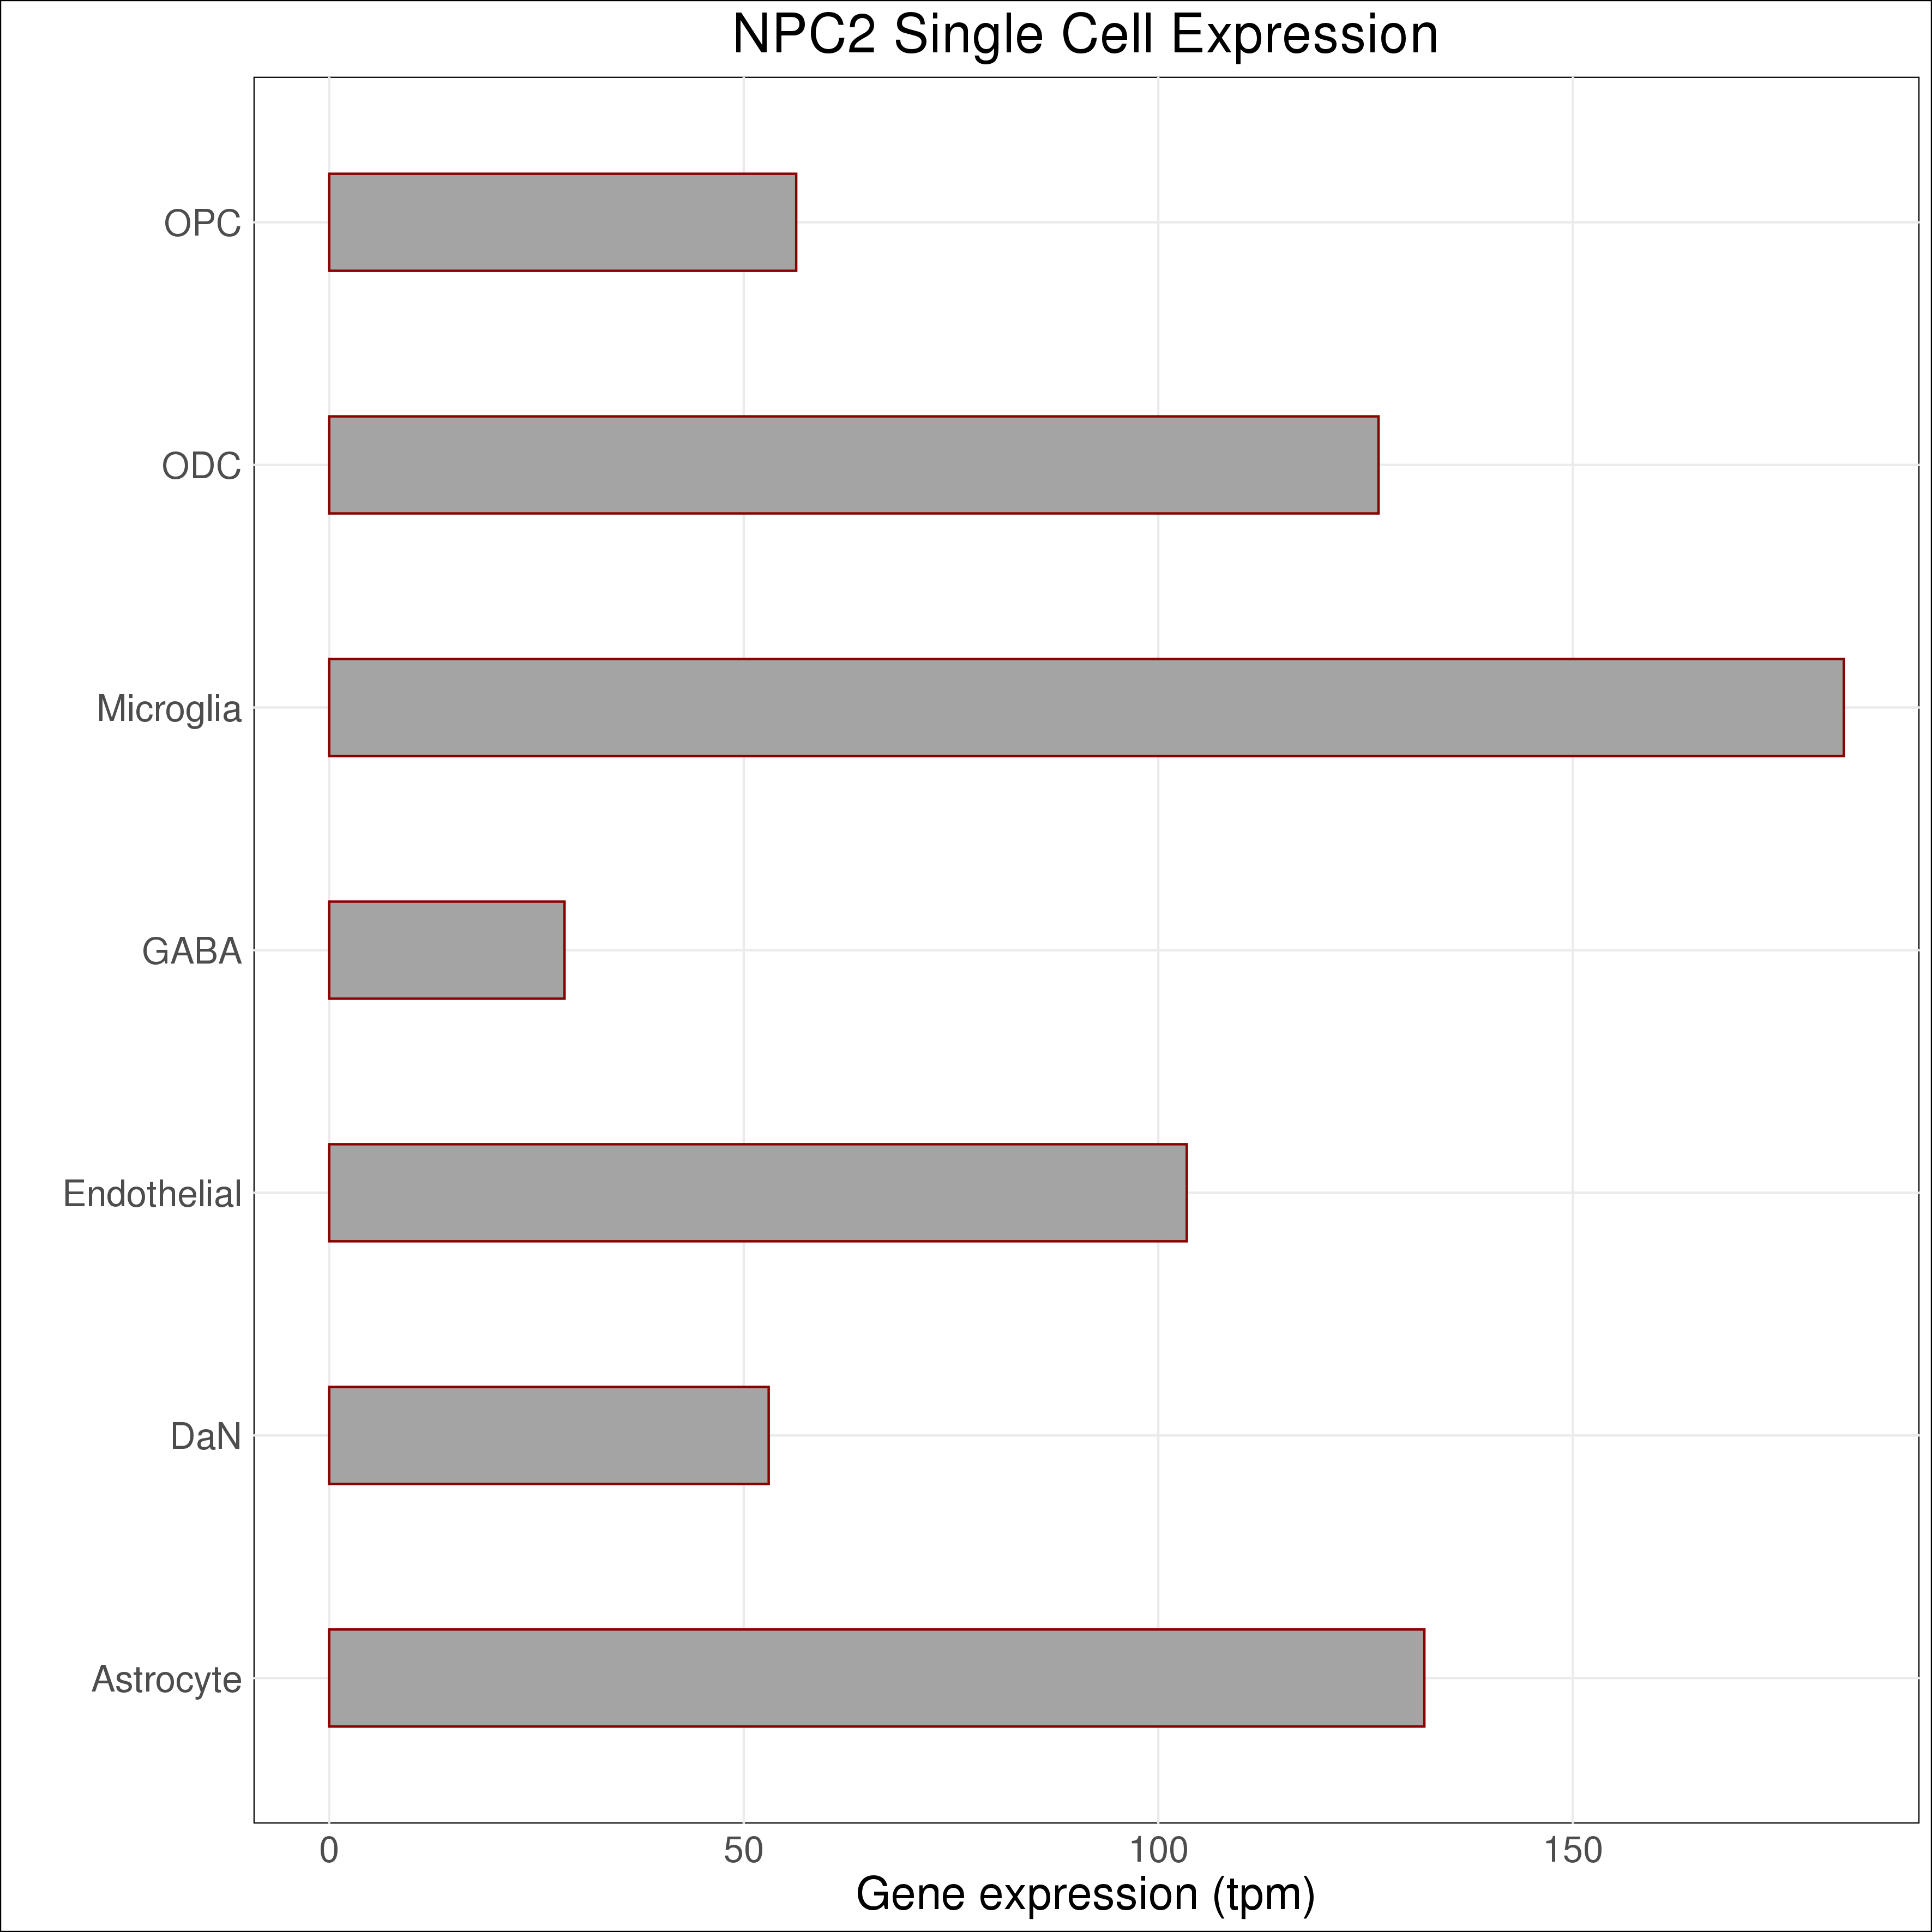 NPC2 Single Cell Expression
OPC
ODC
Microglia
GABA
Endothelial
DaN
Astrocyte
0 50 100 150
Gene expression (tpm)